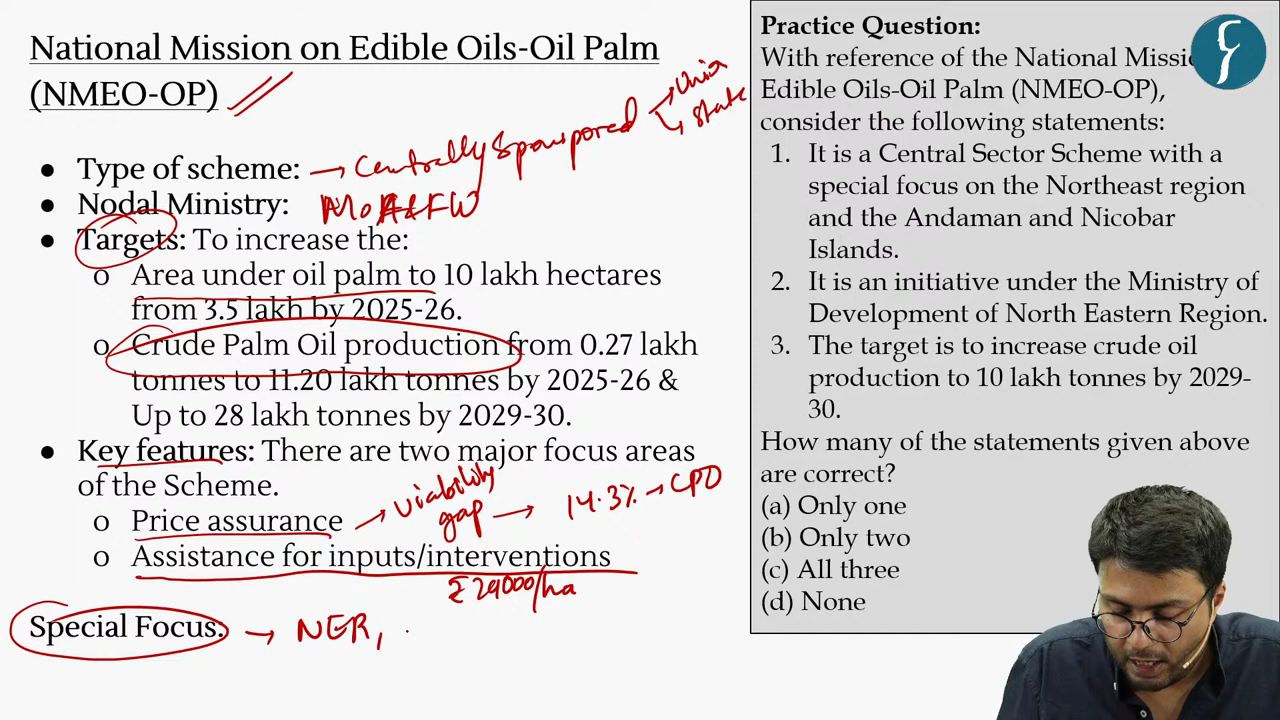 National Mission on Edible Oils-Oil Palm
(NMEO-OP)
• Type of scheme: → Centrally Sponsored → Union
→ State
• Nodal Ministry: MoA&FW
• Targets: To increase the:
o Area under oil palm to 10 lakh hectares
from 3.5 lakh by 2025-26.
o Crude Palm Oil production from 0.27 lakh
tonnes to 11.20 lakh tonnes by 2025-26 &
Up to 28 lakh tonnes by 2029-30.
• Key features: There are two major focus areas
of the Scheme.
o Price assurance → viability
gap → 14.3% → CPO
o Assistance for inputs/interventions
₹29000/ha
Special Focus. → NER,
Practice Question:
With reference of the National
Edible Oils-Oil Palm (NMEO-OP),
consider the following statements:
1. It is a Central Sector Scheme with a
special focus on the Northeast region
and the Andaman and Nicobar
Islands.
2. It is an initiative under the Ministry of
Development of North Eastern Region.
3. The target is to increase crude oil
production to 10 lakh tonnes by 2029-
30.
How many of the statements given above
are correct?
(a) Only one
(b) Only two
(c) All three
(d) None